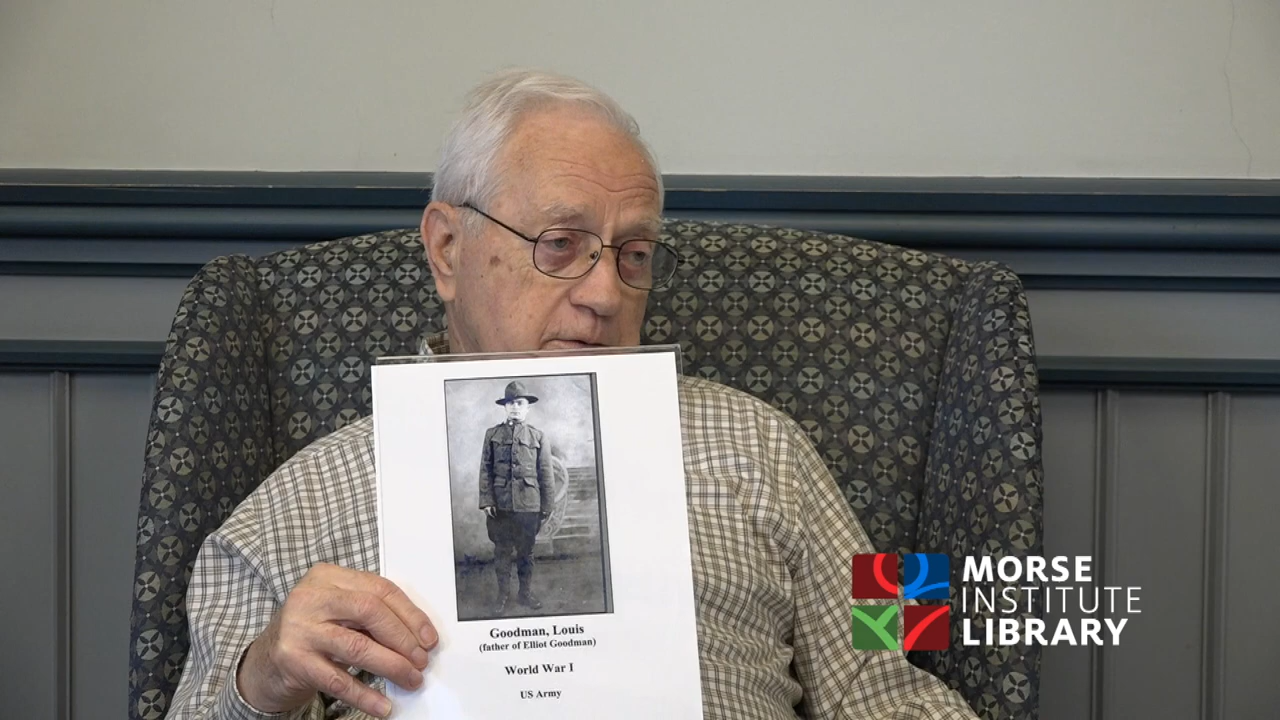 Goodman, Louis
(father of Elliot Goodman)
World War I
US Army
MORSE
INSTITUTE
LIBRARY